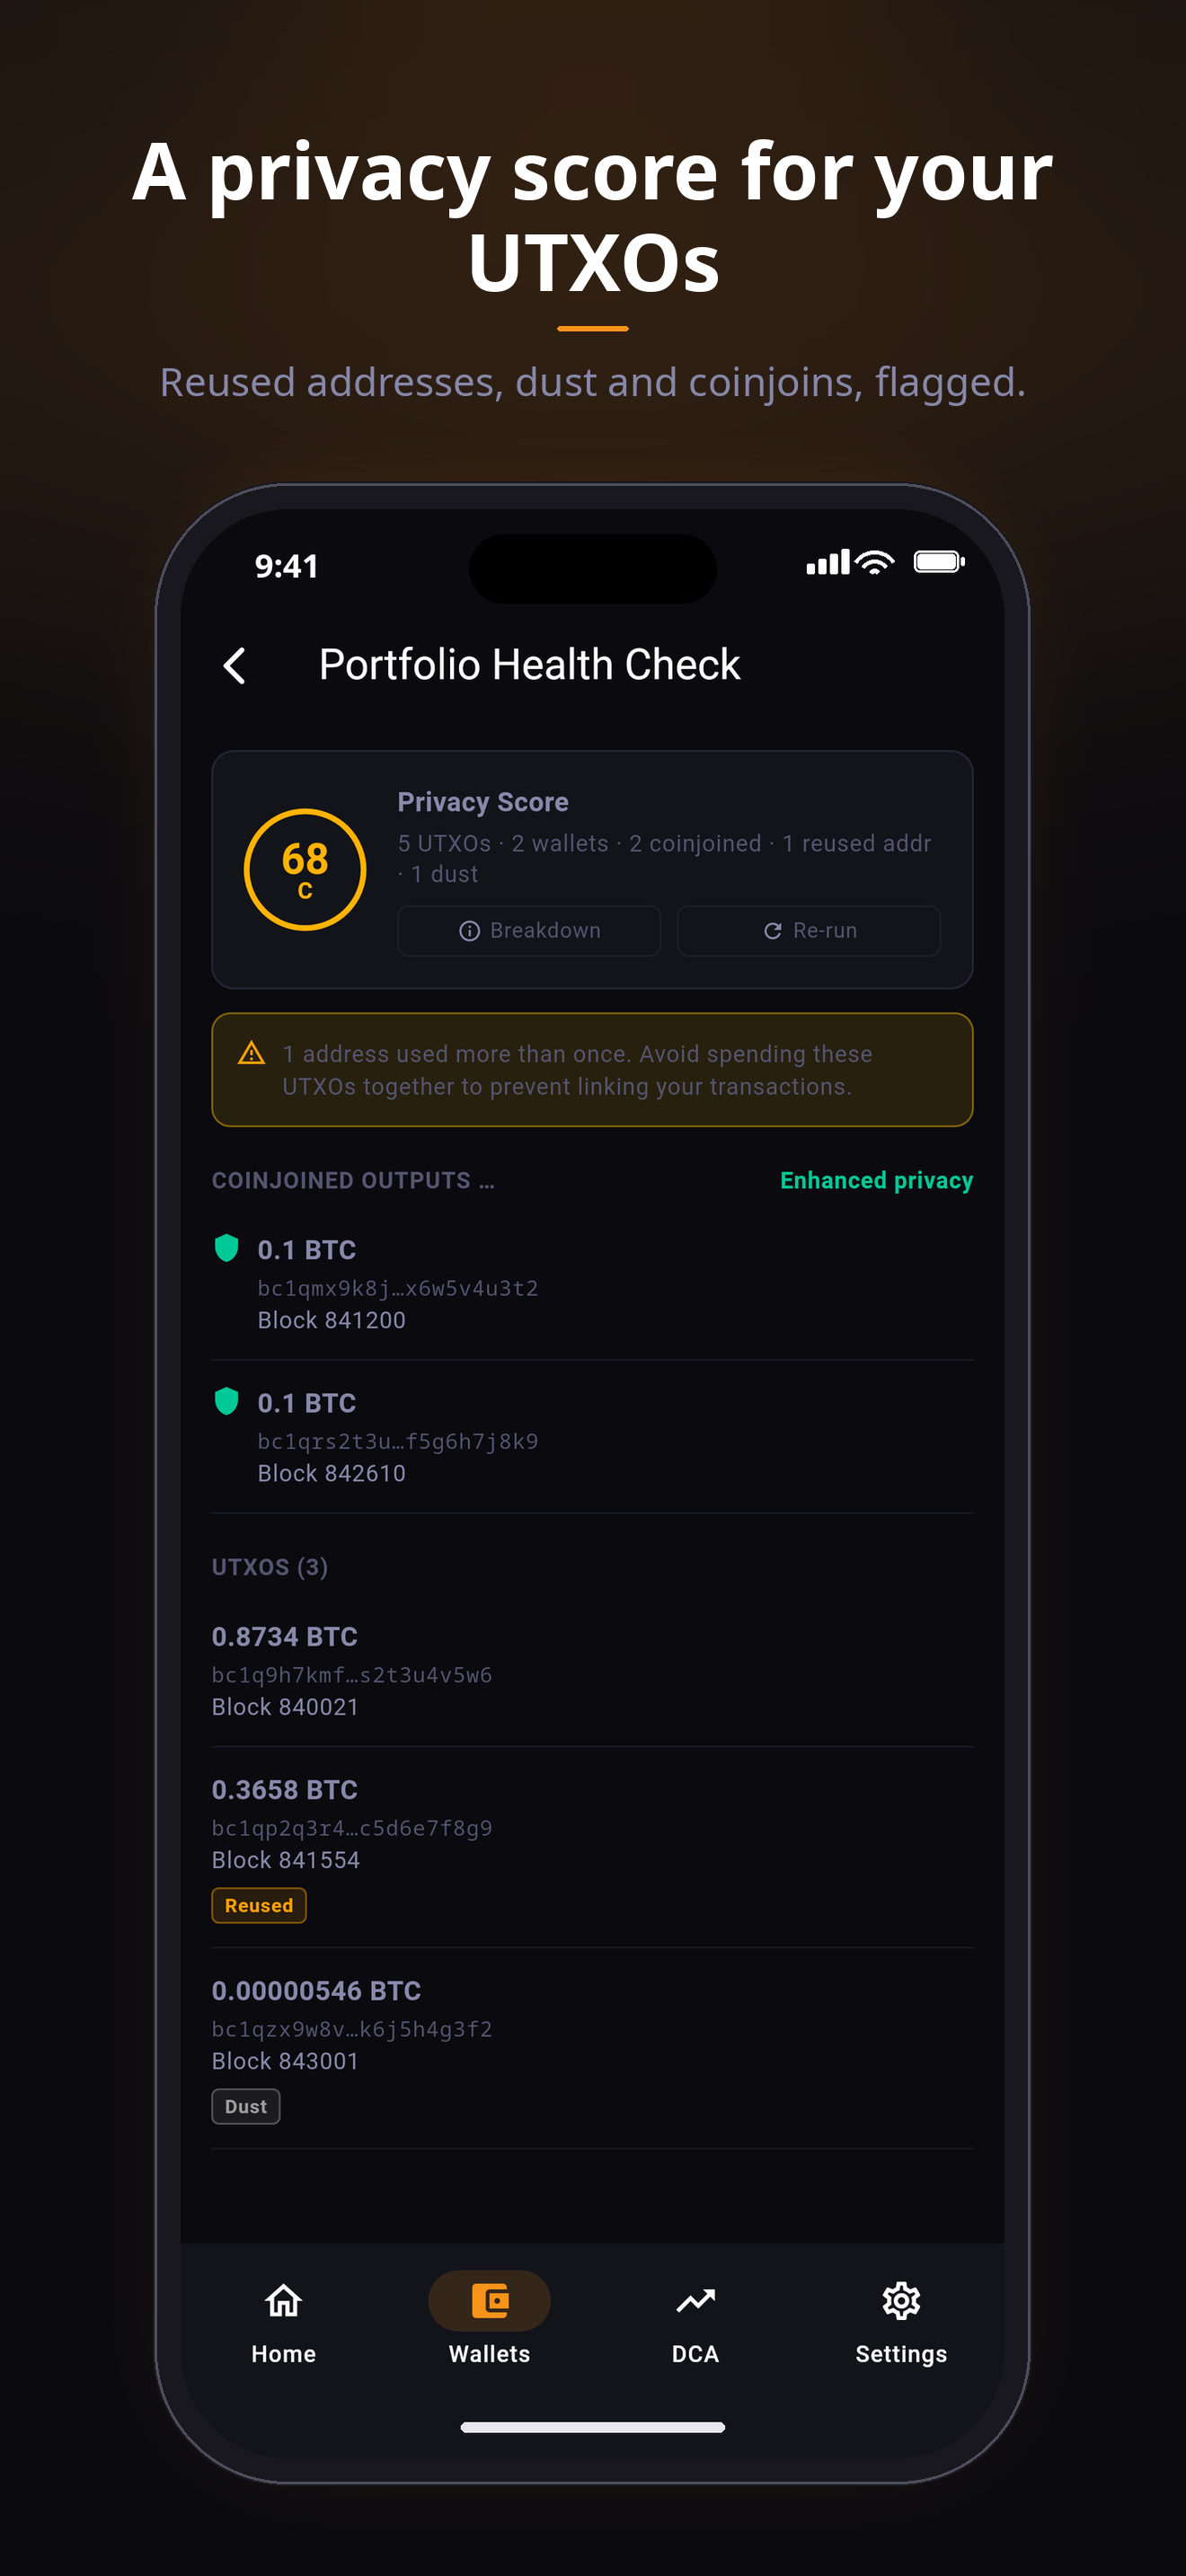 A privacy score for your
UTXOs
Reused addresses, dust and coinjoins, flagged.
9:41
Portfolio Health Check
68
C
Privacy Score
5 UTXOs · 2 wallets · 2 coinjoined · 1 reused addr
· 1 dust
Breakdown
Re-run
1 address used more than once. Avoid spending these
UTXOs together to prevent linking your transactions.
COINJOINED OUTPUTS …
Enhanced privacy
0.1 BTC
bc1qmx9k8j…x6w5v4u3t2
Block 841200
0.1 BTC
bc1qrs2t3u…f5g6h7j8k9
Block 842610
UTXOS (3)
0.8734 BTC
bc1q9h7kmf…s2t3u4v5w6
Block 840021
0.3658 BTC
bc1qp2q3r4…c5d6e7f8g9
Block 841554
Reused
0.00000546 BTC
bc1qzx9w8v…k6j5h4g3f2
Block 843001
Dust
Home
Wallets
DCA
Settings